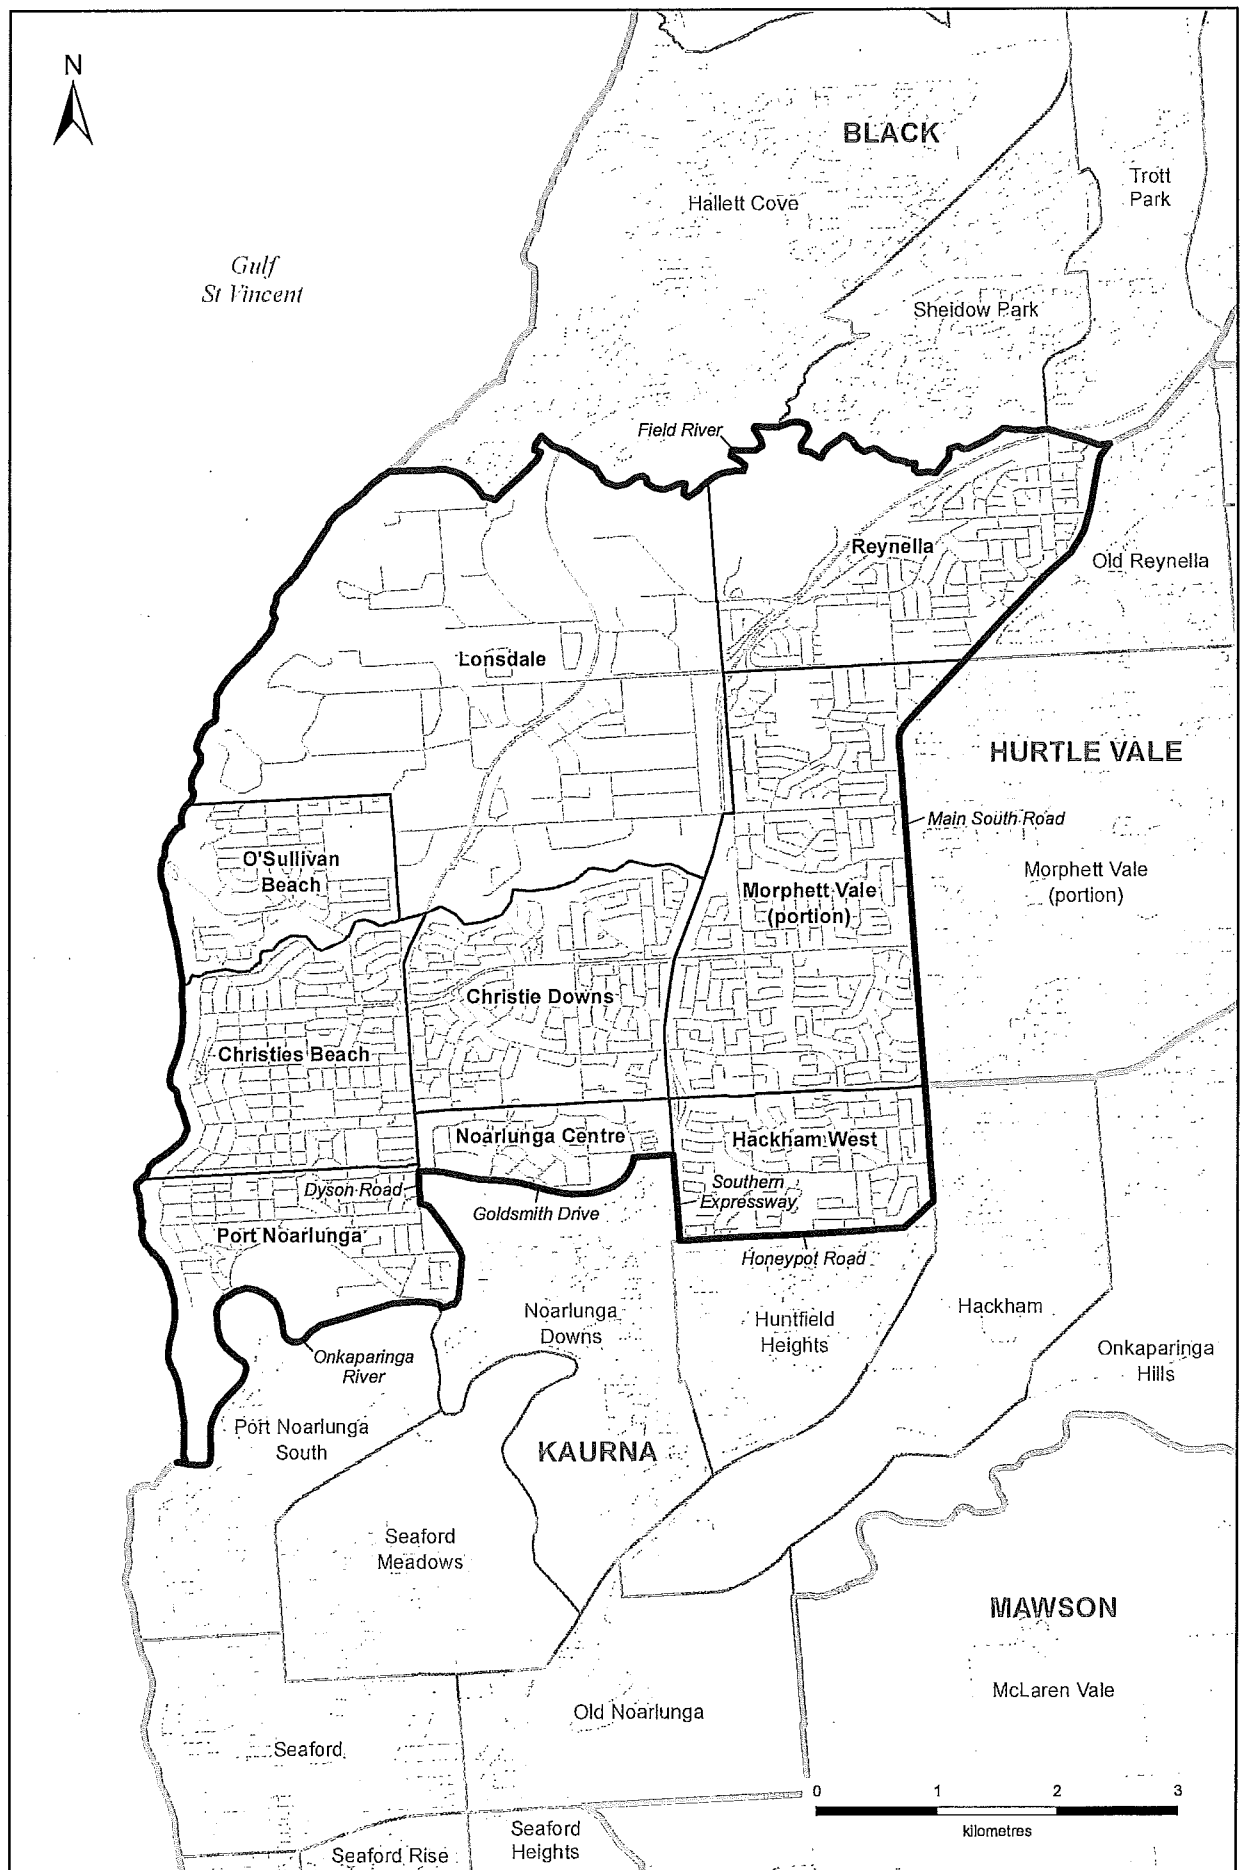 N
BLACK
Hallett Cove
Trott
Park
Gulf
St Vincent
Sheidow Park
Field River
Reynella
Old Reynella
Lonsdale
HURTLE VALE
Main South Road
O'Sullivan
Beach
Morphett Vale
(portion)
Morphett Vale
(portion)
Christie Downs
Christies Beach
Noarlunga Centre
Hackham West
Dyson Road
Southern
Expressway
Goldsmith Drive
Port Noarlunga
Honeypot Road
Noarlunga
Downs
Huntfield
Heights
Hackham
Onkaparinga
River
Onkaparinga
Hills
Port Noarlunga
South
KAURNA
Seaford
Meadows
MAWSON
McLaren Vale
Old Noarlunga
Seaford
0 1 2 3
kilometres
Seaford
Heights
Seaford Rise